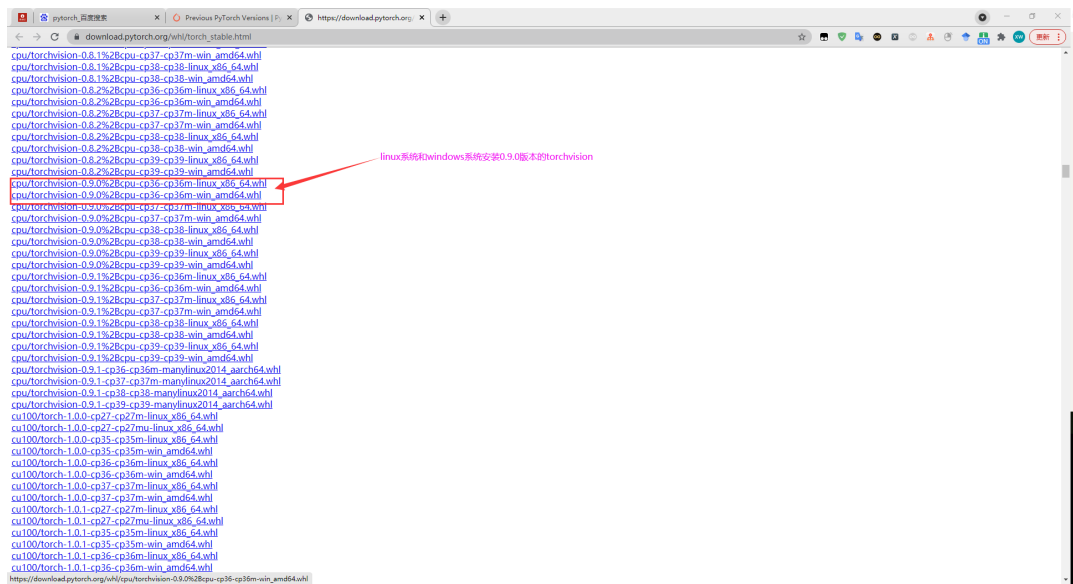 pytorch_百度搜索
Previous PyTorch Versions | Py
https://download.pytorch.org/
download.pytorch.org/whl/torch_stable.html
ON
XW
更新
cpu/torchvision-0.8.1%2Bcpu-cp37-cp37m-win_amd64.whl
cpu/torchvision-0.8.1%2Bcpu-cp38-cp38-linux_x86_64.whl
cpu/torchvision-0.8.1%2Bcpu-cp38-cp38-win_amd64.whl
cpu/torchvision-0.8.2%2Bcpu-cp36-cp36m-linux_x86_64.whl
cpu/torchvision-0.8.2%2Bcpu-cp36-cp36m-win_amd64.whl
cpu/torchvision-0.8.2%2Bcpu-cp37-cp37m-linux_x86_64.whl
cpu/torchvision-0.8.2%2Bcpu-cp37-cp37m-win_amd64.whl
cpu/torchvision-0.8.2%2Bcpu-cp38-cp38-linux_x86_64.whl
cpu/torchvision-0.8.2%2Bcpu-cp38-cp38-win_amd64.whl
cpu/torchvision-0.8.2%2Bcpu-cp39-cp39-linux_x86_64.whl
linux系统和windows系统安装0.9.0版本的torchvision
cpu/torchvision-0.8.2%2Bcpu-cp39-cp39-win_amd64.whl
cpu/torchvision-0.9.0%2Bcpu-cp36-cp36m-linux_x86_64.whl
cpu/torchvision-0.9.0%2Bcpu-cp36-cp36m-win_amd64.whl
cpu/torchvision-0.9.0%2Bcpu-cp37-cp37m-linux_x86_64.whl
cpu/torchvision-0.9.0%2Bcpu-cp37-cp37m-win_amd64.whl
cpu/torchvision-0.9.0%2Bcpu-cp38-cp38-linux_x86_64.whl
cpu/torchvision-0.9.0%2Bcpu-cp38-cp38-win_amd64.whl
cpu/torchvision-0.9.0%2Bcpu-cp39-cp39-linux_x86_64.whl
cpu/torchvision-0.9.0%2Bcpu-cp39-cp39-win_amd64.whl
cpu/torchvision-0.9.1%2Bcpu-cp36-cp36m-linux_x86_64.whl
cpu/torchvision-0.9.1%2Bcpu-cp36-cp36m-win_amd64.whl
cpu/torchvision-0.9.1%2Bcpu-cp37-cp37m-linux_x86_64.whl
cpu/torchvision-0.9.1%2Bcpu-cp37-cp37m-win_amd64.whl
cpu/torchvision-0.9.1%2Bcpu-cp38-cp38-linux_x86_64.whl
cpu/torchvision-0.9.1%2Bcpu-cp38-cp38-win_amd64.whl
cpu/torchvision-0.9.1%2Bcpu-cp39-cp39-linux_x86_64.whl
cpu/torchvision-0.9.1%2Bcpu-cp39-cp39-win_amd64.whl
cpu/torchvision-0.9.1-cp36-cp36m-manylinux2014_aarch64.whl
cpu/torchvision-0.9.1-cp37-cp37m-manylinux2014_aarch64.whl
cpu/torchvision-0.9.1-cp38-cp38-manylinux2014_aarch64.whl
cpu/torchvision-0.9.1-cp39-cp39-manylinux2014_aarch64.whl
cu100/torch-1.0.0-cp27-cp27m-linux_x86_64.whl
cu100/torch-1.0.0-cp27-cp27mu-linux_x86_64.whl
cu100/torch-1.0.0-cp35-cp35m-linux_x86_64.whl
cu100/torch-1.0.0-cp35-cp35m-win_amd64.whl
cu100/torch-1.0.0-cp36-cp36m-linux_x86_64.whl
cu100/torch-1.0.0-cp36-cp36m-win_amd64.whl
cu100/torch-1.0.0-cp37-cp37m-linux_x86_64.whl
cu100/torch-1.0.0-cp37-cp37m-win_amd64.whl
cu100/torch-1.0.1-cp27-cp27m-linux_x86_64.whl
cu100/torch-1.0.1-cp27-cp27mu-linux_x86_64.whl
cu100/torch-1.0.1-cp35-cp35m-linux_x86_64.whl
cu100/torch-1.0.1-cp35-cp35m-win_amd64.whl
cu100/torch-1.0.1-cp36-cp36m-linux_x86_64.whl
cu100/torch-1.0.1-cp36-cp36m-win_amd64.whl
https://download.pytorch.org/whl/cpu/torchvision-0.9.0%2Bcpu-cp36-cp36m-win_amd64.whl